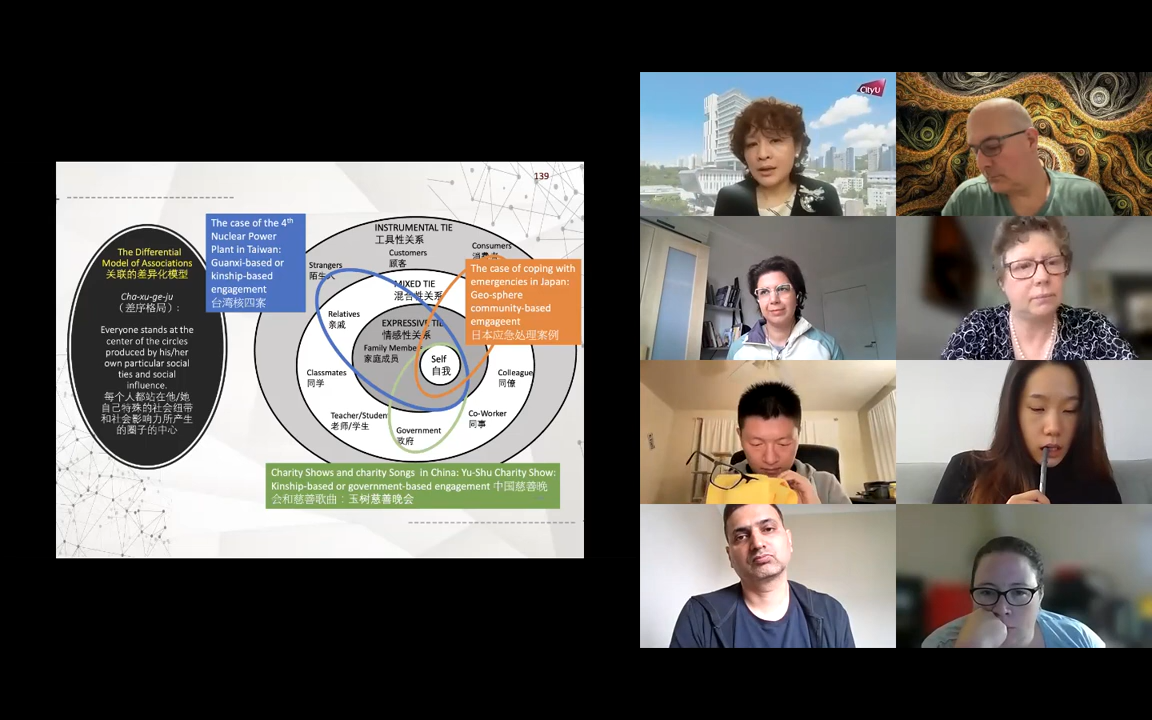 139
The Differential
Model of Associations
关联的差异化模型
Cha-xu-ge-ju
（差序格局）:
Everyone stands at the
center of the circles
produced by his/her
own particular social
ties and social
influence.
每个人都站在他/她
自己特殊的社会纽带
和社会影响力所产生
的圈子的中心
The case of the 4th
Nuclear Power
Plant in Taiwan:
Guanxi-based or
kinship-based
engagement
台湾核四案
INSTRUMENTAL TIE
工具性关系
Customers
顾客
Consumers
消费者
Strangers
陌生
MIXED TIE
混合性关系
Relatives
亲戚
EXPRESSIVE TIE
情感性关系
Family Membe
家庭成员
Self
自我
Classmates
同学
Colleague
同僚
Teacher/Studen
老师/学生
Co-Worker
同事
Government
政府
The case of coping with
emergencies in Japan:
Geo-sphere
community-based
emgageent
日本应急处理案例
Charity Shows and charity Songs in China: Yu-Shu Charity Show:
Kinship-based or government-based engagement 中国慈善晚
会和慈善歌曲：玉树慈善晚会
CityU